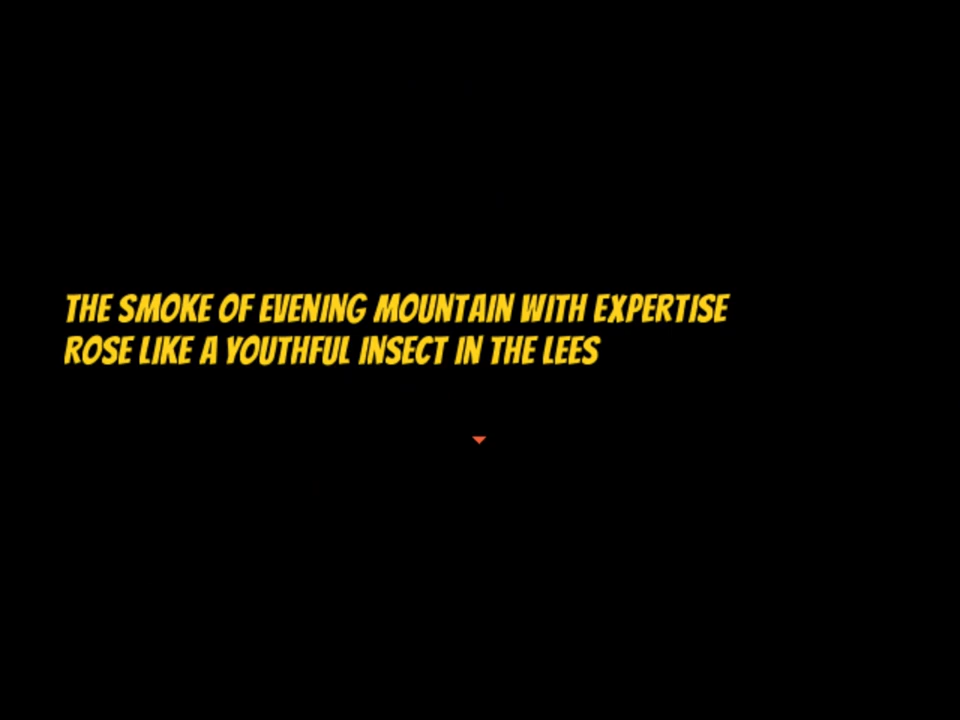 THE SMOKE OF EVENING MOUNTAIN WITH EXPERTISE
ROSE LIKE A YOUTHFUL INSECT IN THE LEES